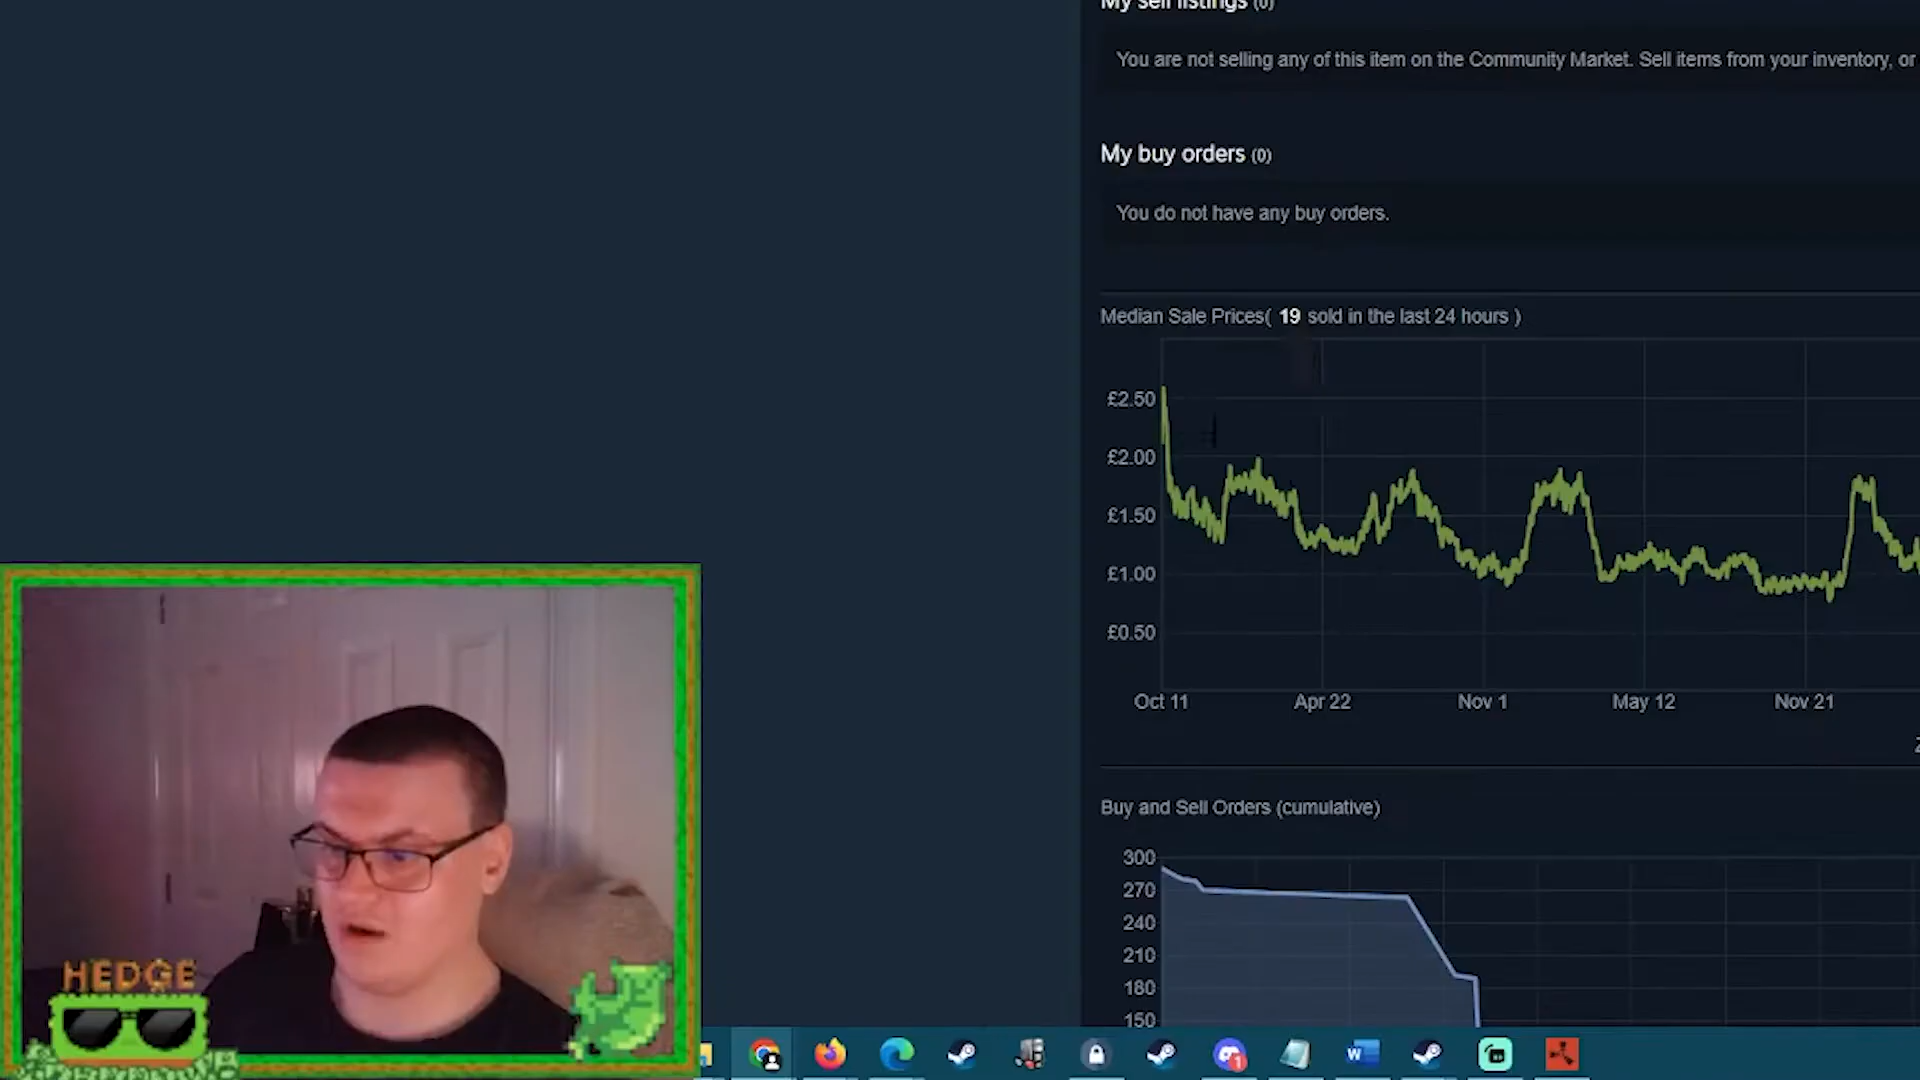 My sell listings (0)
You are not selling any of this item on the Community Market. Sell items from your inventory, or
My buy orders (0)
You do not have any buy orders.
Median Sale Prices( 19 sold in the last 24 hours )
£2.50
£2.00
£1.50
£1.00
£0.50
Oct 11 Apr 22 Nov 1 May 12 Nov 21
Buy and Sell Orders (cumulative)
300
270
240
210
180
150
HEDGE
W
1